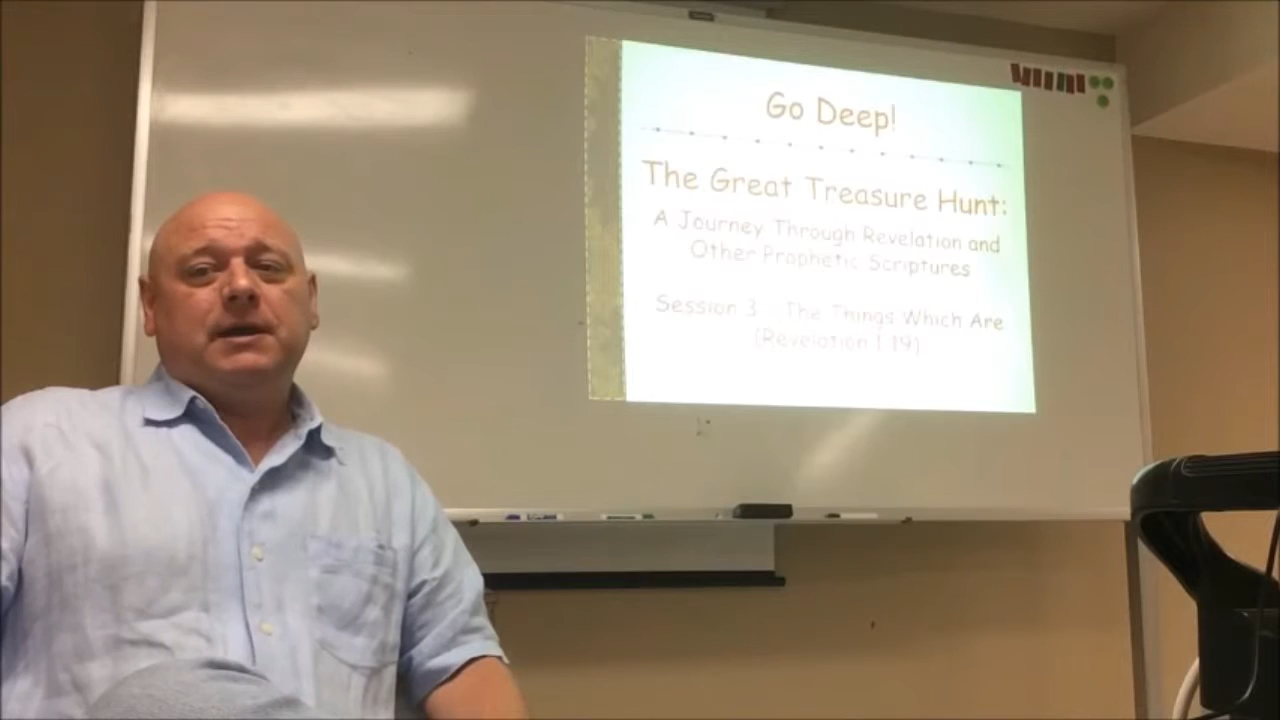 Go Deep!
The Great Treasure Hunt:
A Journey Through Revelation and
Other Prophetic Scriptures
Session 3 : The Things Which Are
(Revelation 1:19)